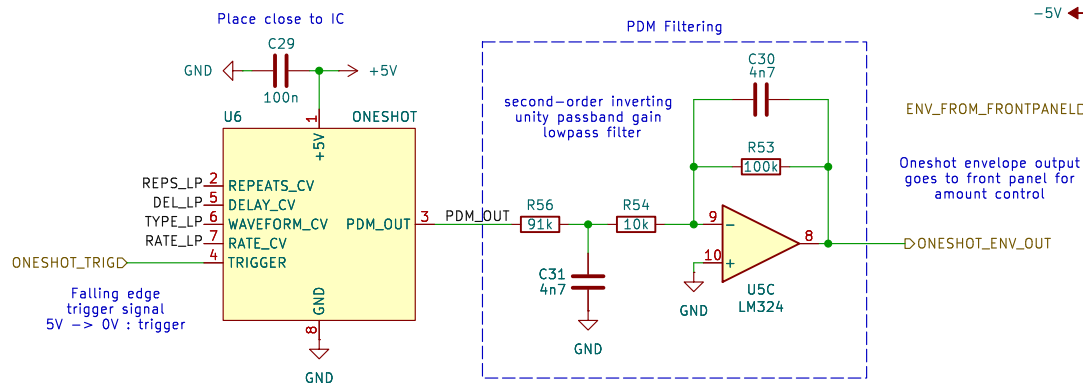 Place close to IC
PDM Filtering
-5V
C29
GND
+5V
100n
U6
ONESHOT
1
+5V
REPS_LP 2 REPEATS_CV
DEL_LP 5 DELAY_CV
TYPE_LP 6 WAVEFORM_CV
RATE_LP 7 RATE_CV
ONESHOT_TRIG 4 TRIGGER
PDM_OUT 3 PDM_OUT
GND
8
GND
Falling edge
trigger signal
5V -> 0V : trigger
second-order inverting
unity passband gain
lowpass filter
R56
91k
R54
10k
C31
4n7
GND
C30
4n7
R53
100k
9
-
10
+
8
GND
U5C
LM324
ENV_FROM_FRONTPANEL
Oneshot envelope output
goes to front panel for
amount control
ONESHOT_ENV_OUT